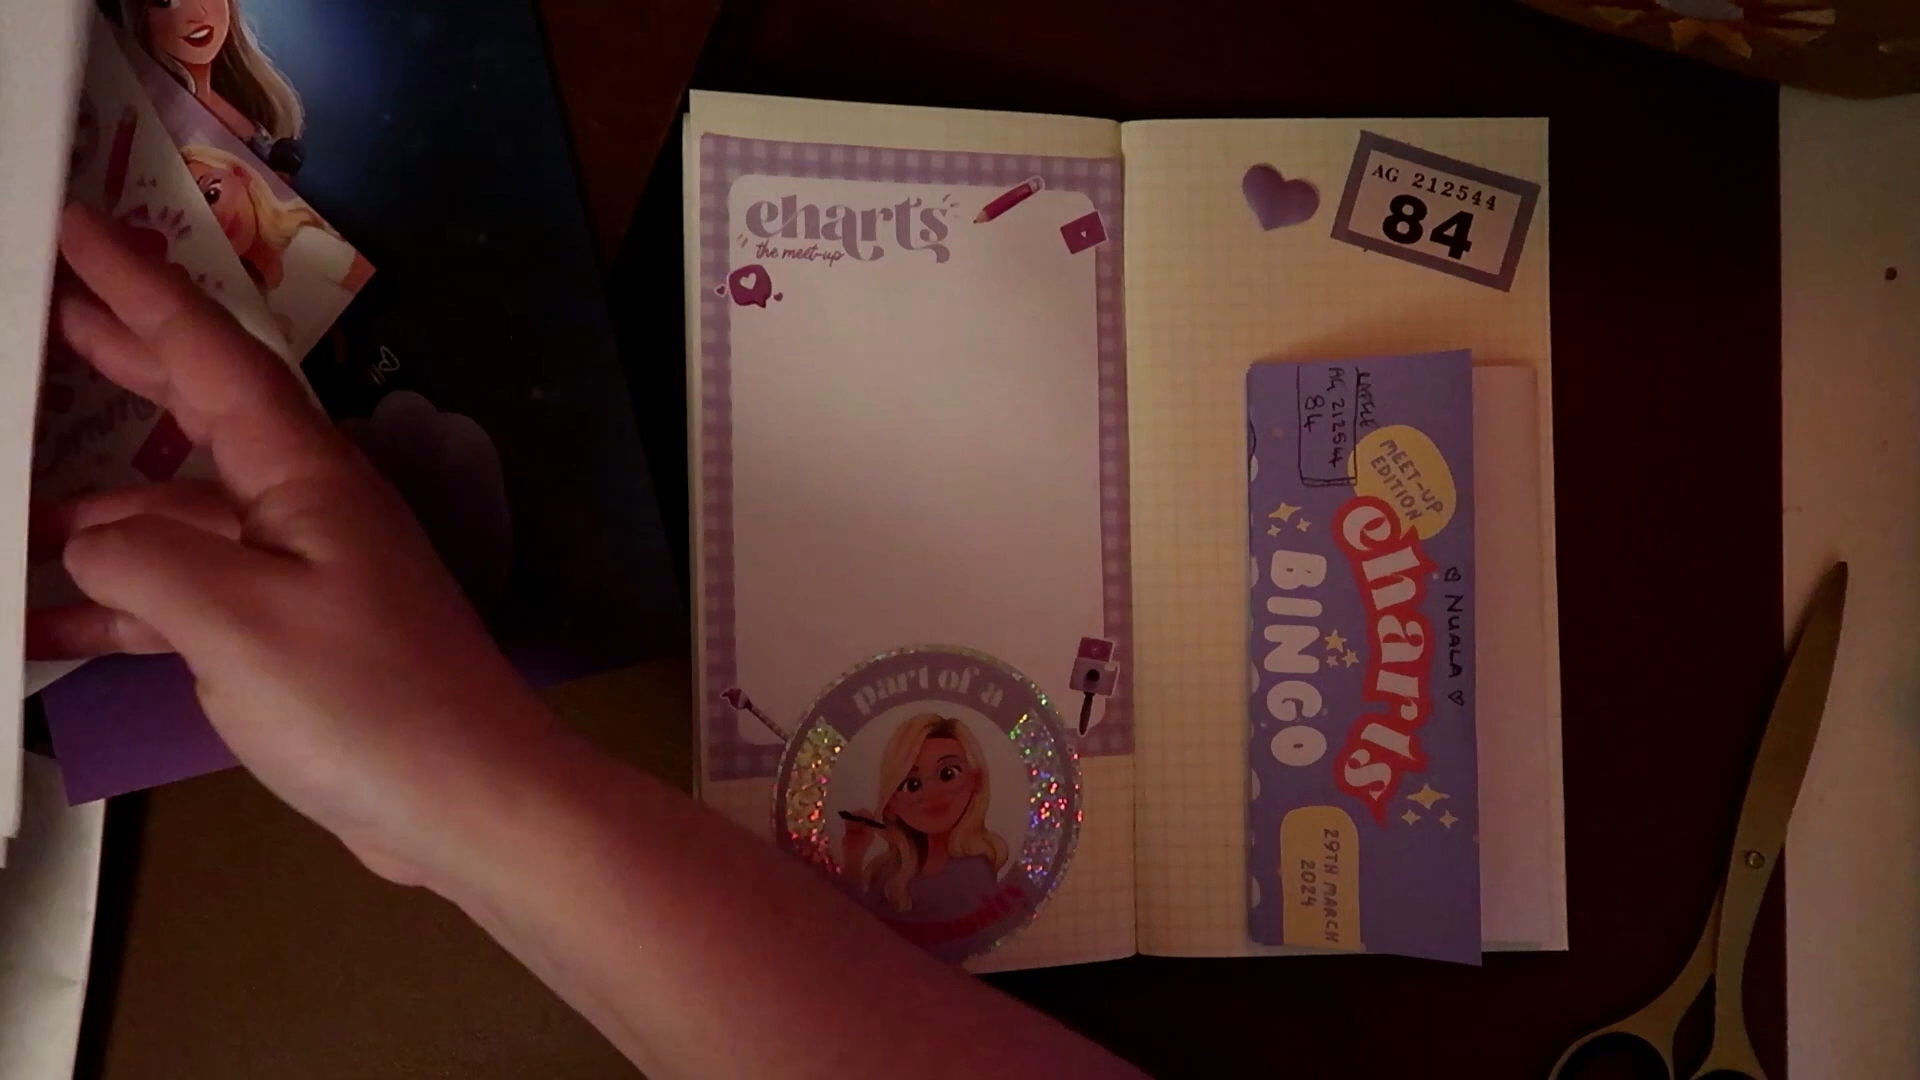 charts
the meet-up
part of a
AG 212544
84
AG 212544
84
MEET-UP
EDITION
charts
BINGO
♡ NUALA ♡
29TH MARCH
2024